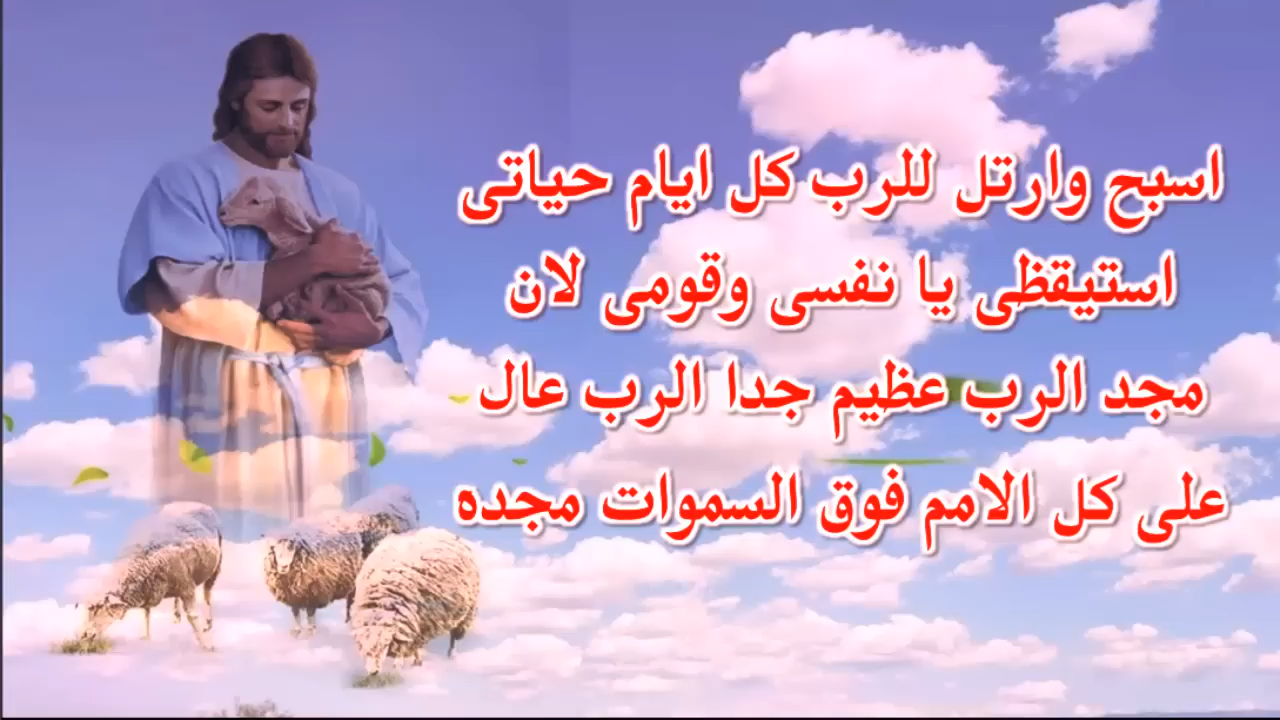 اسبح وارتل للرب كل ايام حياتى
استيقظى يا نفسى وقومى لان
مجد الرب عظيم جدا الرب عال
على كل الامم فوق السموات مجده